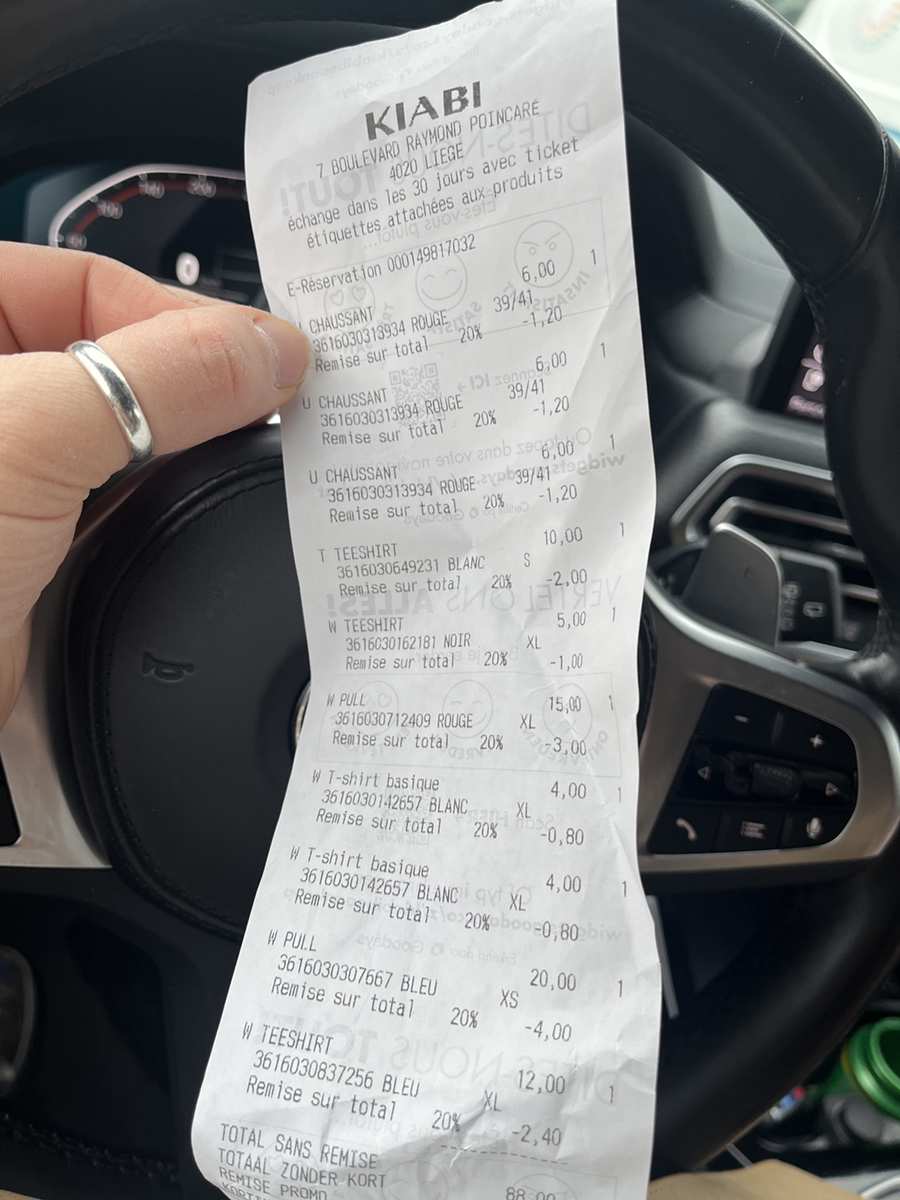 KIABI
7 BOULEVARD RAYMOND POINCARÉ
4020 LIEGE
échange dans les 30 jours avec ticket
étiquettes attachées aux produits
E-Réservation 000149817032
CHAUSSANT 6,00 1
3616030313934 ROUGE 39/41
Remise sur total 20% -1,20
U CHAUSSANT 6,00 1
3616030313934 ROUGE 39/41
Remise sur total 20% -1,20
U CHAUSSANT 6,00 1
3616030313934 ROUGE 39/41
Remise sur total 20% -1,20
T TEESHIRT 10,00 1
3616030649231 BLANC S
Remise sur total 20% -2,00
W TEESHIRT 5,00 1
3616030162181 NOIR XL
Remise sur total 20% -1,00
W PULL 15,00 1
3616030712409 ROUGE XL
Remise sur total 20% -3,00
W T-shirt basique 4,00 1
3616030142657 BLANC XL
Remise sur total 20% -0,80
W T-shirt basique 4,00 1
3616030142657 BLANC XL
Remise sur total 20% -0,80
W PULL 20,00 1
3616030307667 BLEU XS
Remise sur total 20% -4,00
W TEESHIRT 12,00 1
3616030837256 BLEU XL
Remise sur total 20% -2,40
TOTAL SANS REMISE
TOTAAL ZONDER KORT 88,00
REMISE PROMO